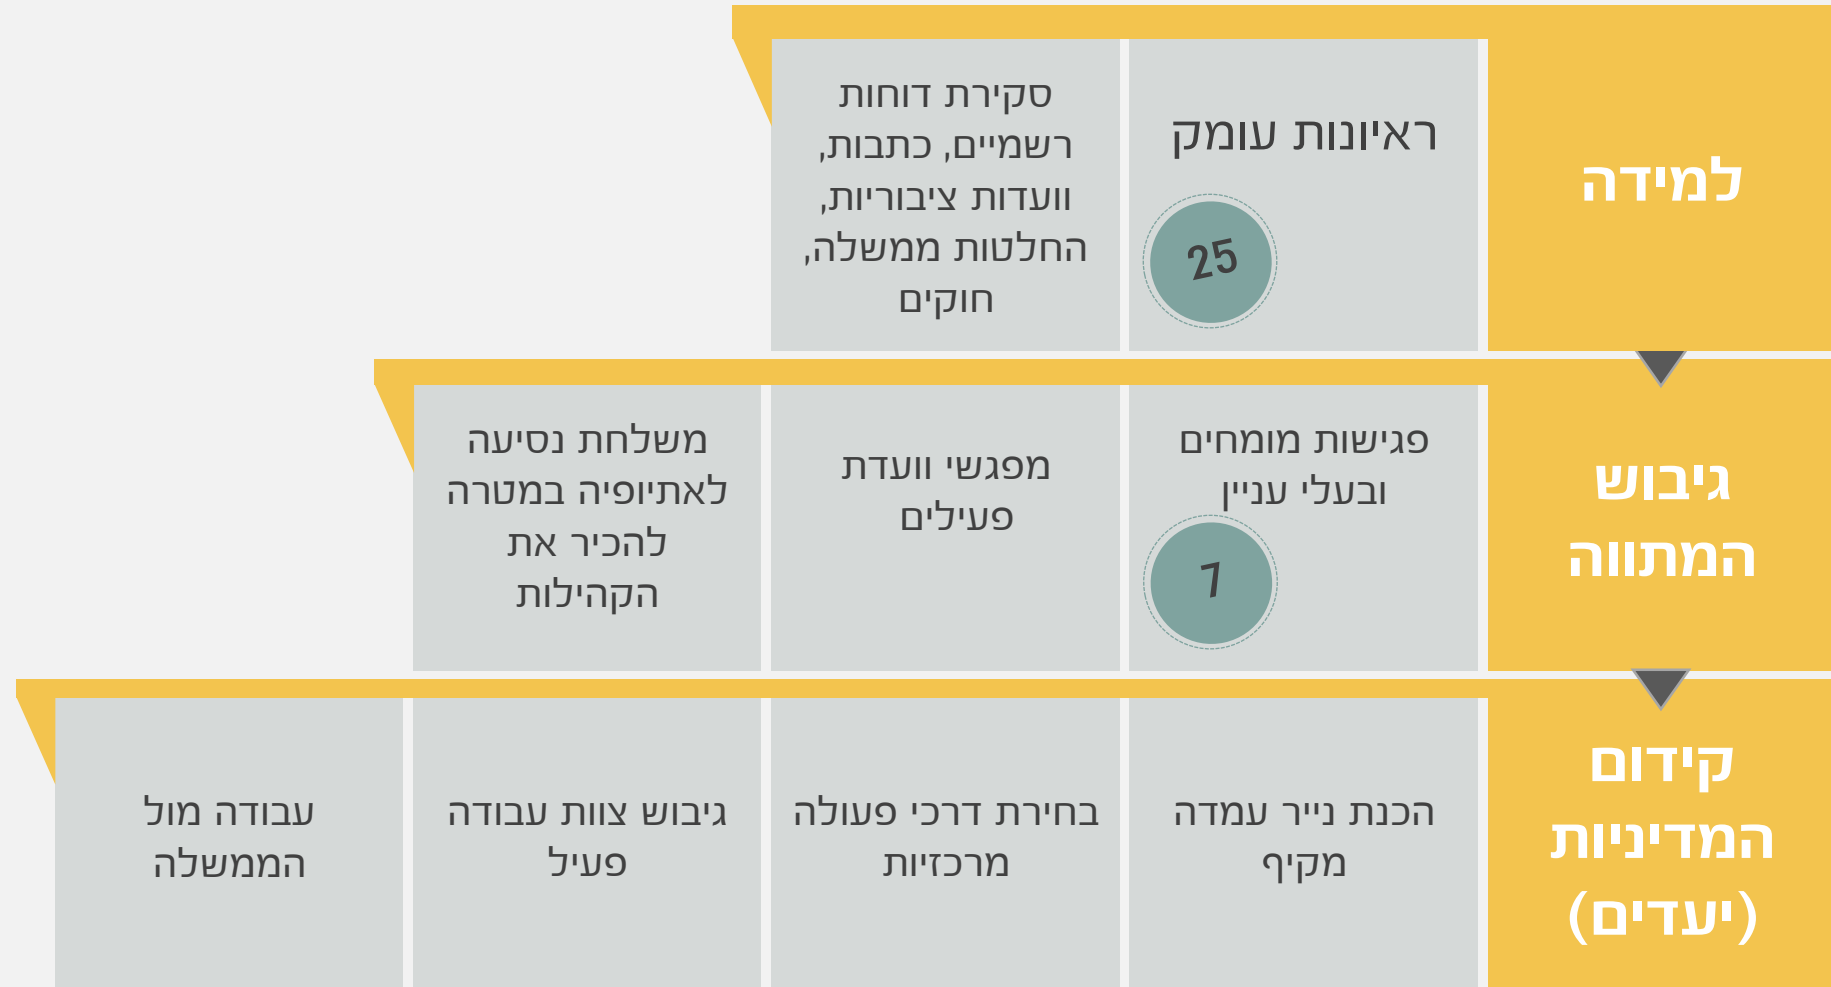 למידה
ראיונות עומק
25
סקירת דוחות
רשמיים, כתבות,
וועדות ציבוריות,
החלטות ממשלה,
חוקים
גיבוש
המתווה
פגישות מומחים
ובעלי עניין
7
מפגשי וועדת
פעילים
משלחת נסיעה
לאתיופיה במטרה
להכיר את
הקהילות
קידום
המדיניות
(יעדים)
הכנת נייר עמדה
מקיף
בחירת דרכי פעולה
מרכזיות
גיבוש צוות עבודה
פעיל
עבודה מול
הממשלה